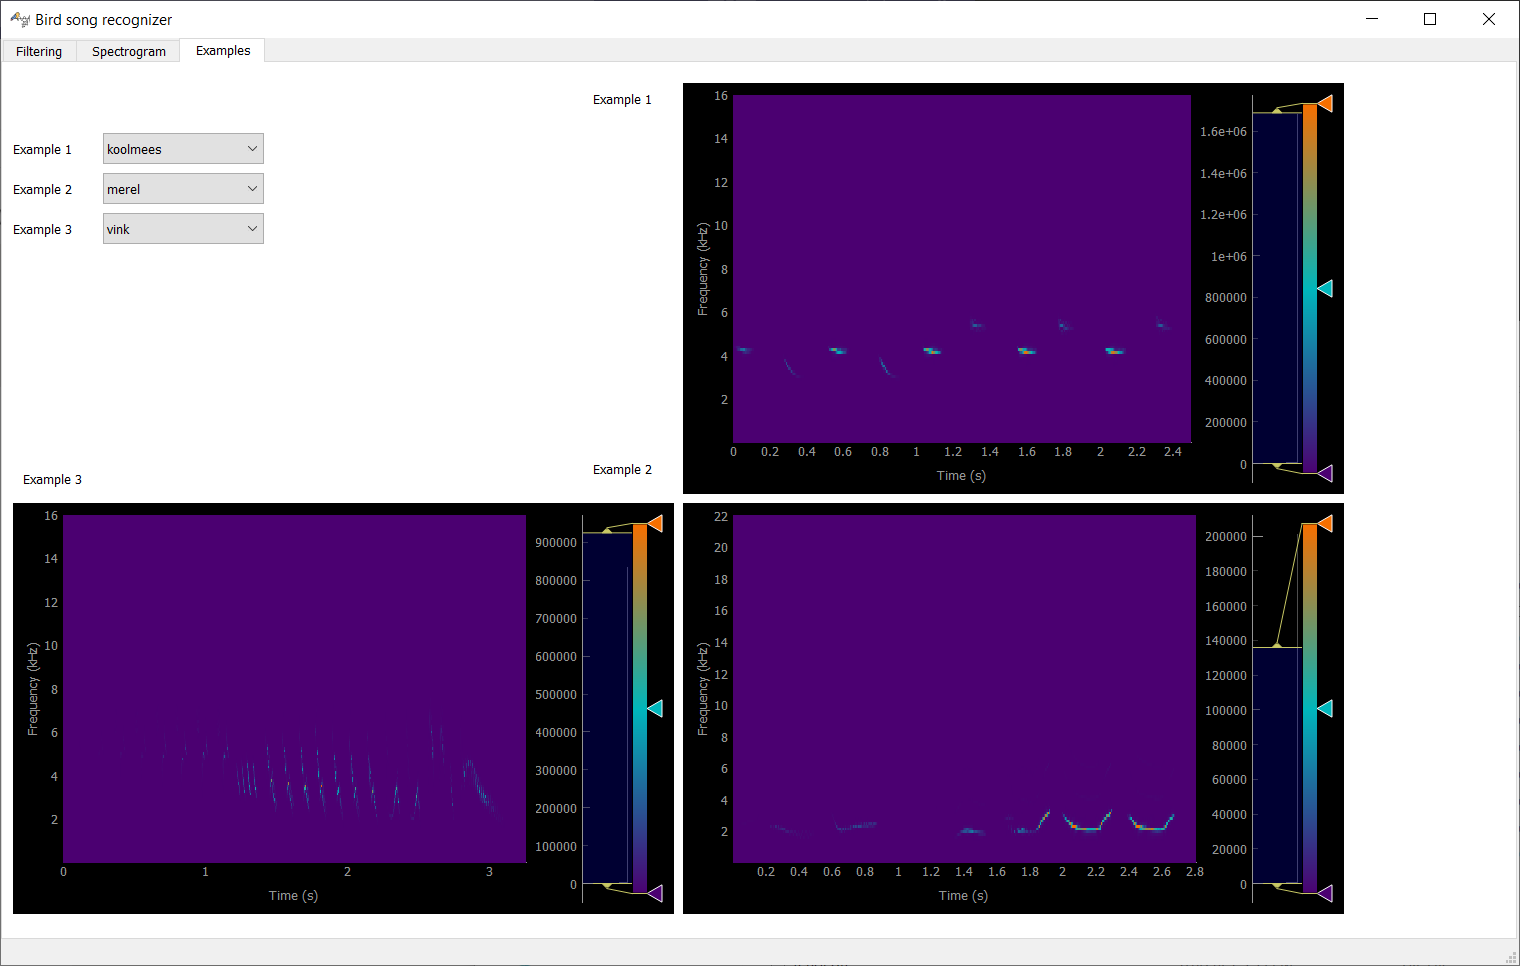 Bird song recognizer
Filtering Spectrogram Examples
Example 1 koolmees
Example 2 merel
Example 3 vink
Example 1
Frequency (kHz)
16
14
12
10
8
6
4
2
0 0.2 0.4 0.6 0.8 1 1.2 1.4 1.6 1.8 2 2.2 2.4
Time (s)
1.6e+06
1.4e+06
1.2e+06
1e+06
800000
600000
400000
200000
0
Example 3
Frequency (kHz)
16
14
12
10
8
6
4
2
0 1 2 3
Time (s)
900000
800000
700000
600000
500000
400000
300000
200000
100000
0
Example 2
Frequency (kHz)
22
20
18
16
14
12
10
8
6
4
2
0.2 0.4 0.6 0.8 1 1.2 1.4 1.6 1.8 2 2.2 2.4 2.6 2.8
Time (s)
200000
180000
160000
140000
120000
100000
80000
60000
40000
20000
0